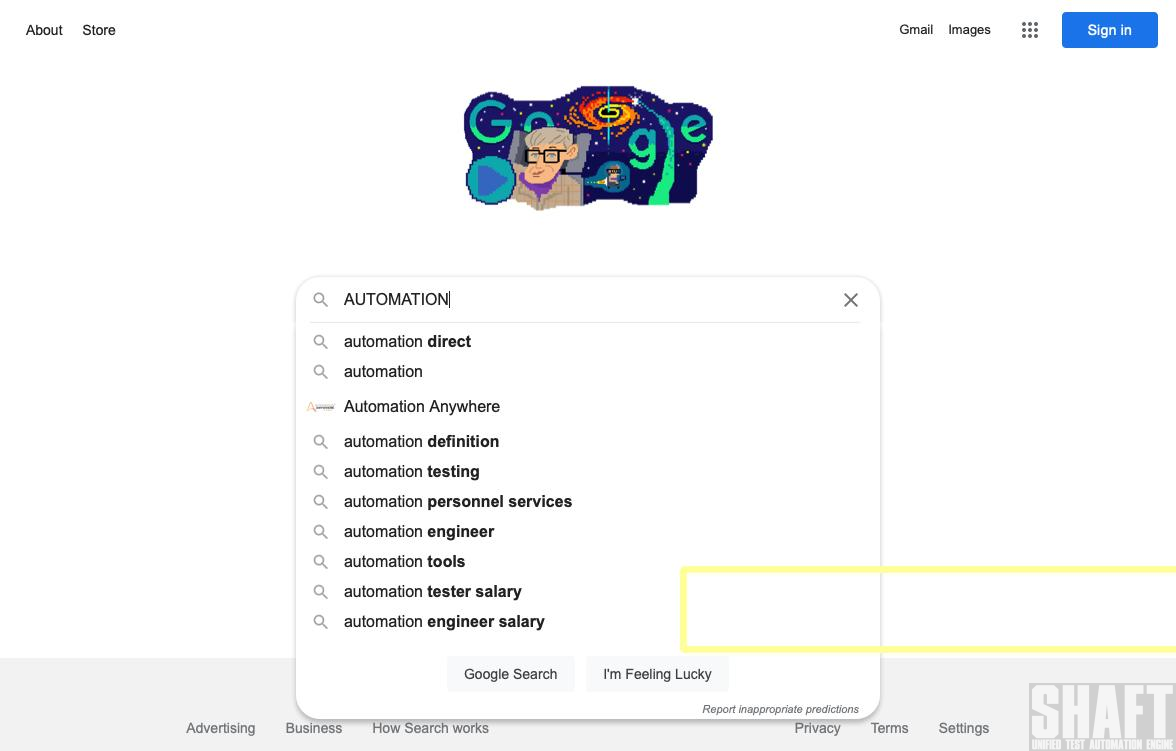 About Store
Gmail Images
Sign in
Google
AUTOMATION
automation direct
automation
Automation Anywhere
automation definition
automation testing
automation personnel services
automation engineer
automation tools
automation tester salary
automation engineer salary
Google Search I'm Feeling Lucky
Report inappropriate predictions
Advertising Business How Search works
Privacy Terms Settings
SHAFT
UNIFIED TEST AUTOMATION ENGINE